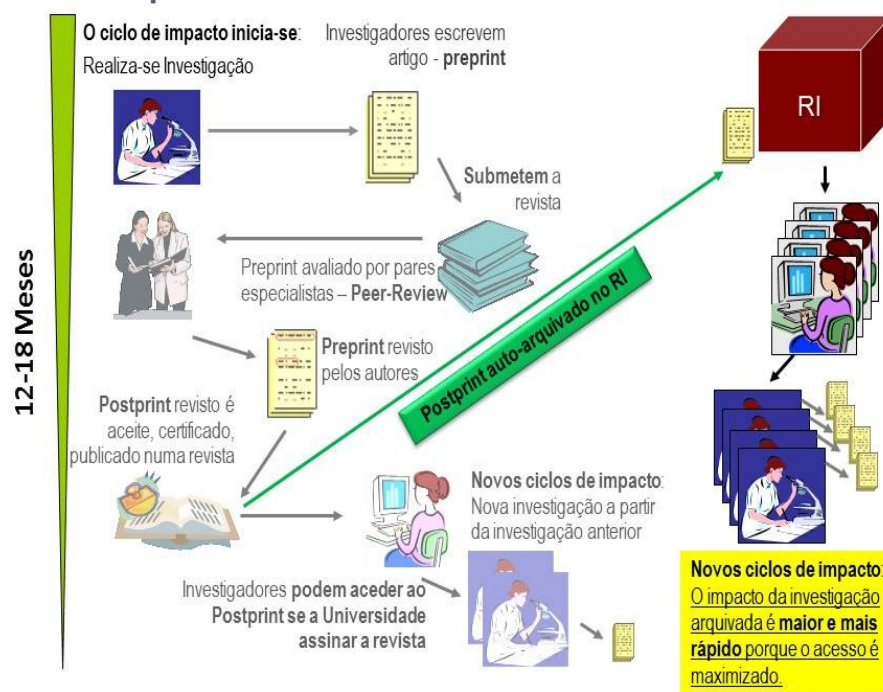 O ciclo de impacto inicia-se:
Realiza-se Investigação
Investigadores escrevem
artigo - preprint
RI
Submetem a
revista
Preprint avaliado por pares
especialistas – Peer-Review
Preprint revisto
pelos autores
Postprint auto-arquivado no RI
12-18 Meses
Postprint revisto é
aceite, certificado,
publicado numa revista
Novos ciclos de impacto:
Nova investigação a partir
da investigação anterior
Investigadores podem aceder ao
Postprint se a Universidade
assinar a revista
Novos ciclos de impacto:
O impacto da investigação
arquivada é maior e mais
rápido porque o acesso é
maximizado.